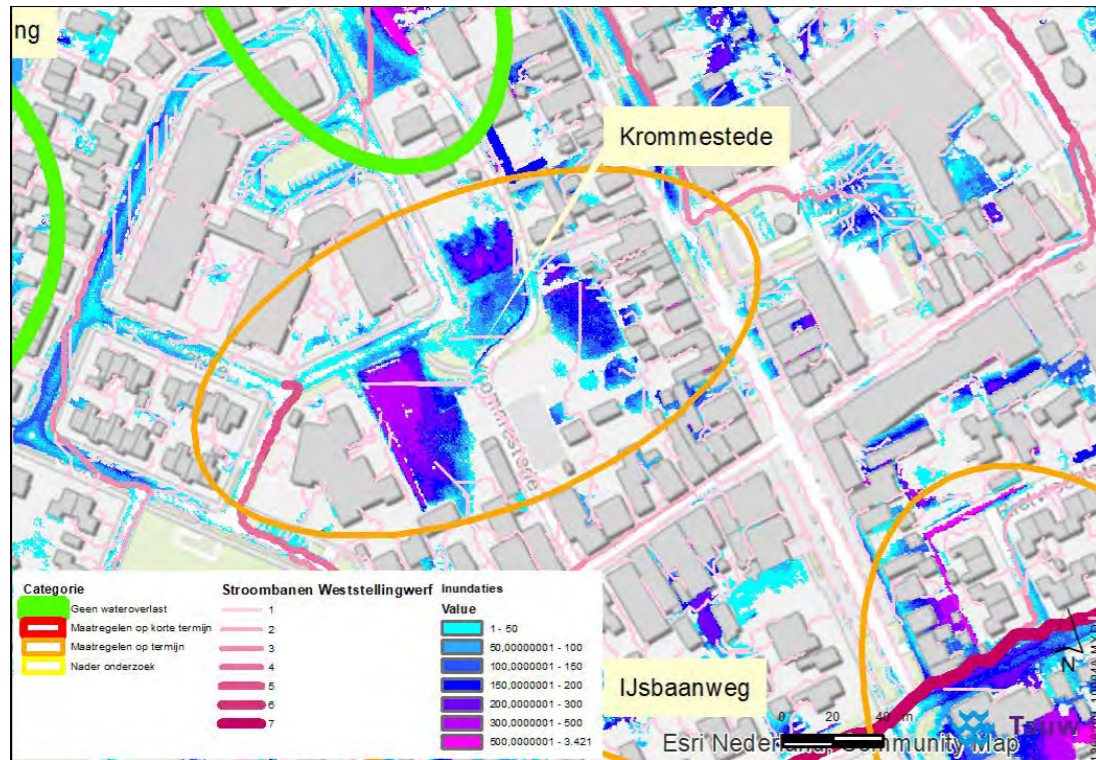 ng
Krommestede
Krommestede
IJsbaanweg
Categorie
Geen wateroverlast
Maatregelen op korte termijn
Maatregelen op termijn
Nader onderzoek
Stroombanen Weststellingwerf
1
2
3
4
5
6
7
Inundaties
Value
1 - 50
50,0000001 - 100
100,0000001 - 150
150,0000001 - 200
200,0000001 - 300
300,0000001 - 500
500,0000001 - 3.421
N
0 20 40 m
Tauw
Esri Nederland, Community Map